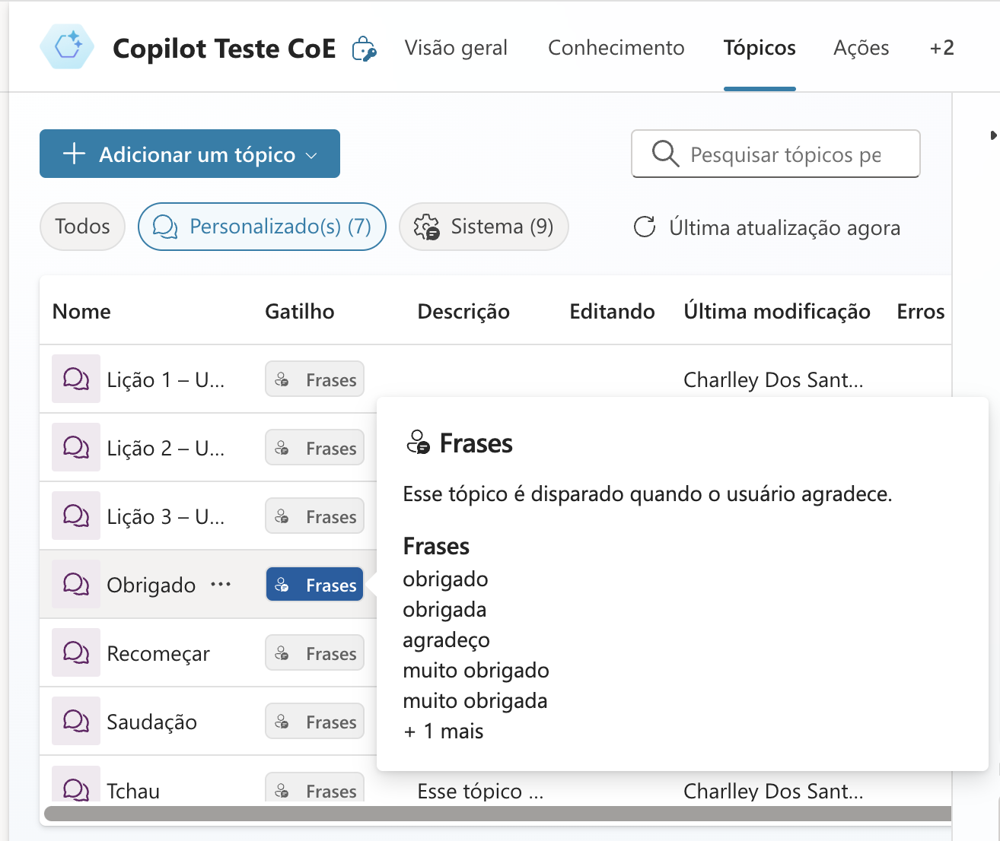 Copilot Teste CoE Visão geral Conhecimento Tópicos Ações +2
Adicionar um tópico Pesquisar tópicos pe
Todos Personalizado(s) (7) Sistema (9) Última atualização agora
Nome Gatilho Descrição Editando Última modificação Erros
Lição 1 – U... Frases Charlley Dos Sant...
Lição 2 – U... Frases
Lição 3 – U... Frases
Obrigado ··· Frases
Recomeçar Frases
Saudação Frases
Tchau Frases Esse tópico ... Charlley Dos Sant...
Frases
Esse tópico é disparado quando o usuário agradece.
Frases
obrigado
obrigada
agradeço
muito obrigado
muito obrigada
+ 1 mais